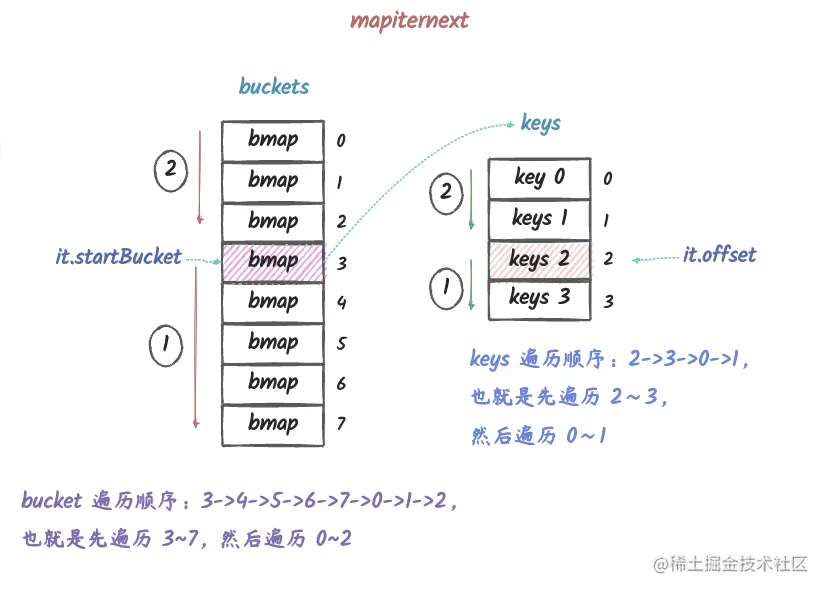 mapiternext
buckets
bmap 0
bmap 1
bmap 2
bmap 3
bmap 4
bmap 5
bmap 6
bmap 7
②
①
it.startBucket
keys
key 0 0
keys 1 1
keys 2 2
keys 3 3
②
①
it.offset
keys 遍历顺序：2->3->0->1，
也就是先遍历 2～3，
然后遍历 0～1
bucket 遍历顺序：3->4->5->6->7->0->1->2，
也就是先遍历 3~7，然后遍历 0~2
@稀土掘金技术社区